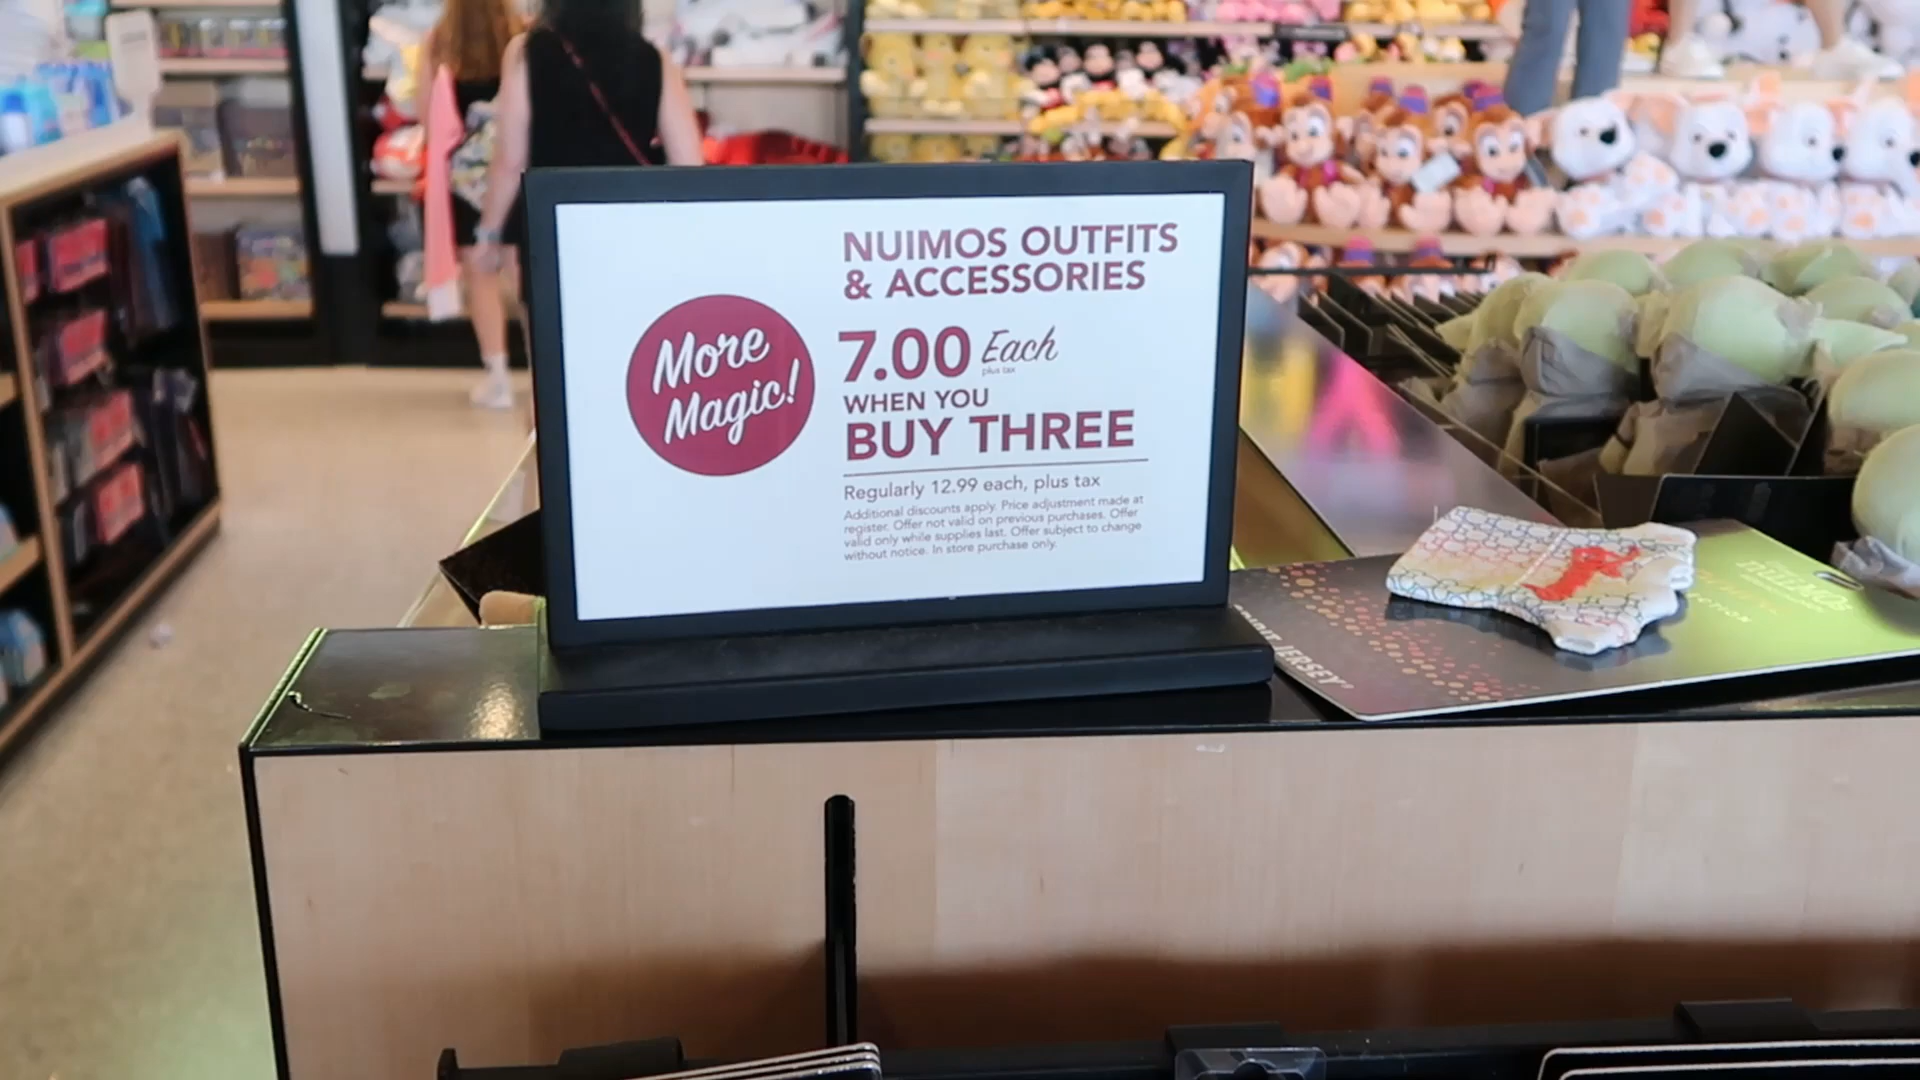 NUIMOS OUTFITS
& ACCESSORIES
More
Magic!
7.00 Each
plus tax
WHEN YOU
BUY THREE
Regularly 12.99 each, plus tax
Additional discounts apply. Price adjustment made at
register. Offer not valid on previous purchases. Offer
valid only while supplies last. Offer subject to change
without notice. In store purchase only.
JERSEY